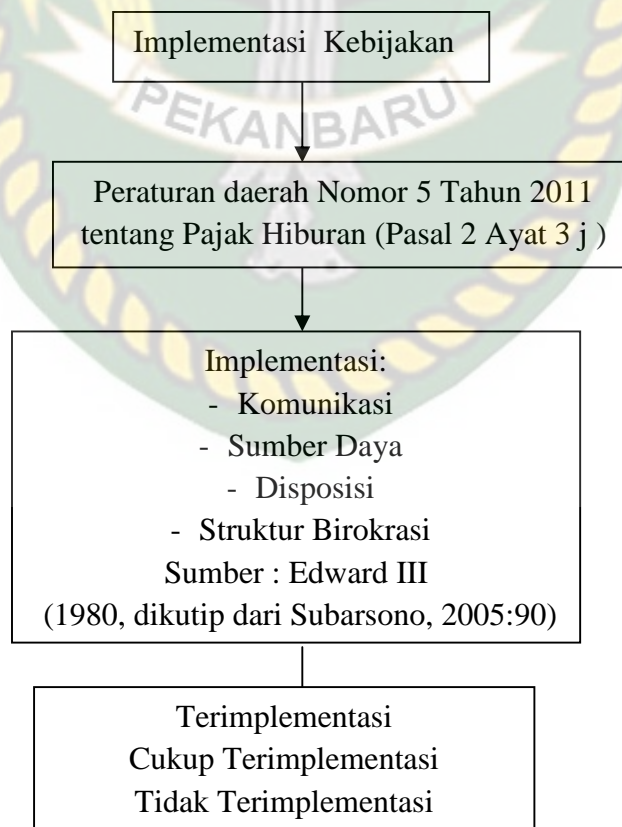 Implementasi Kebijakan
PEKANBARU
Peraturan daerah Nomor 5 Tahun 2011
tentang Pajak Hiburan (Pasal 2 Ayat 3 j )
Implementasi:
- Komunikasi
- Sumber Daya
- Disposisi
- Struktur Birokrasi
Sumber : Edward III
(1980, dikutip dari Subarsono, 2005:90)
Terimplementasi
Cukup Terimplementasi
Tidak Terimplementasi